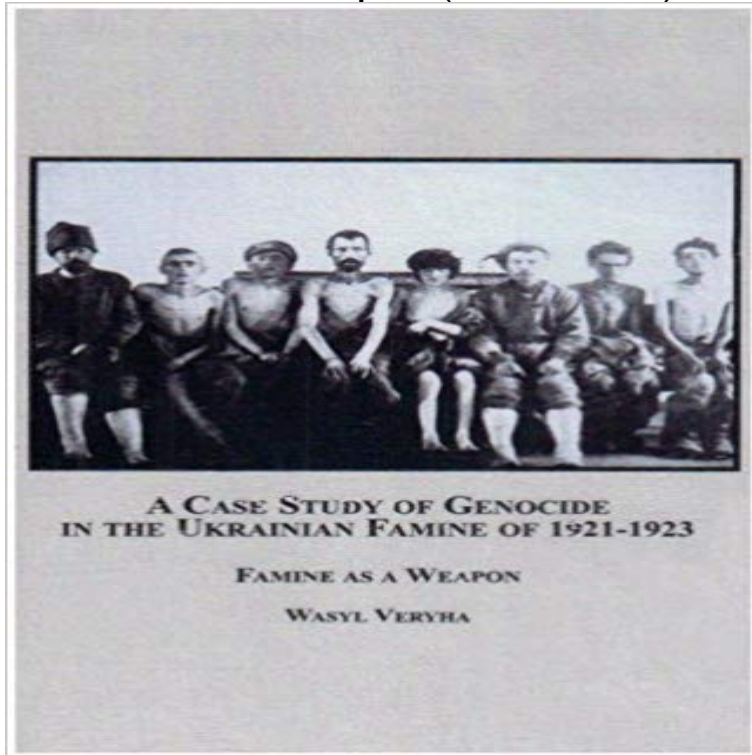 A CASE STUDY OF GENOCIDE
IN THE UKRAINIAN FAMINE OF 1921-1923
FAMINE AS A WEAPON
WASYL VERYHA